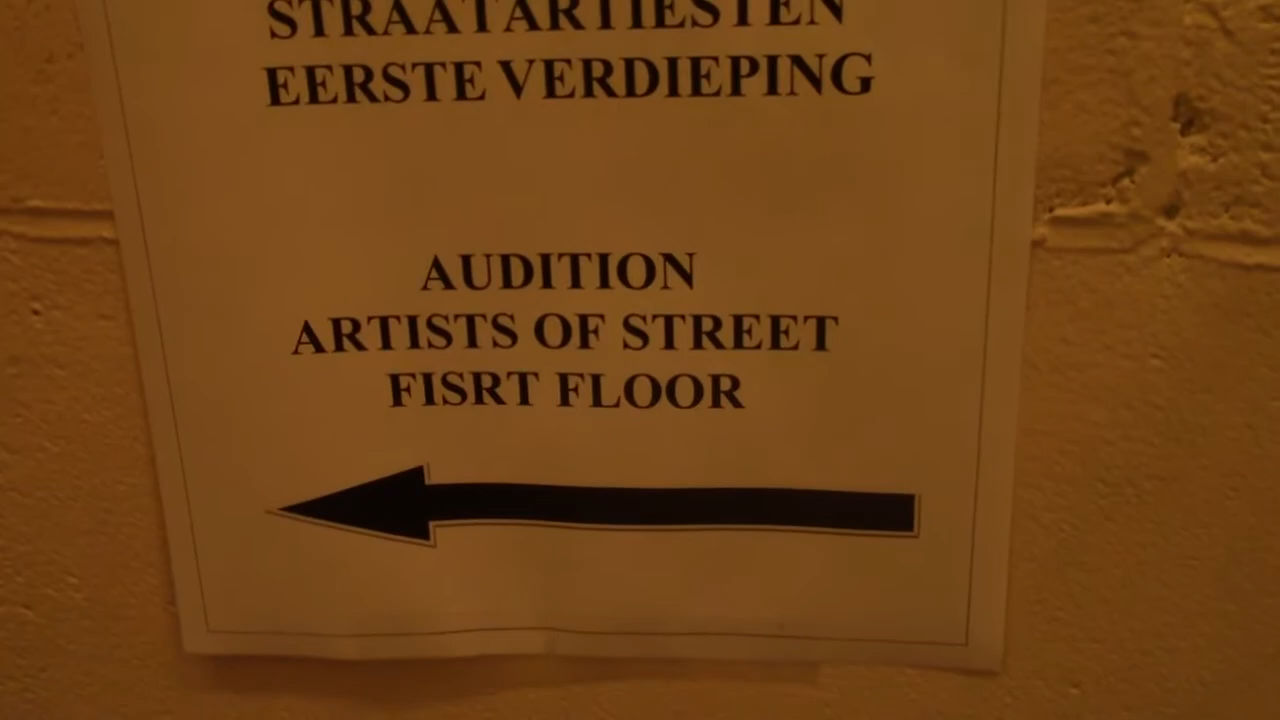 STRAATARTIESTEN
EERSTE VERDIEPING
AUDITION
ARTISTS OF STREET
FISRT FLOOR